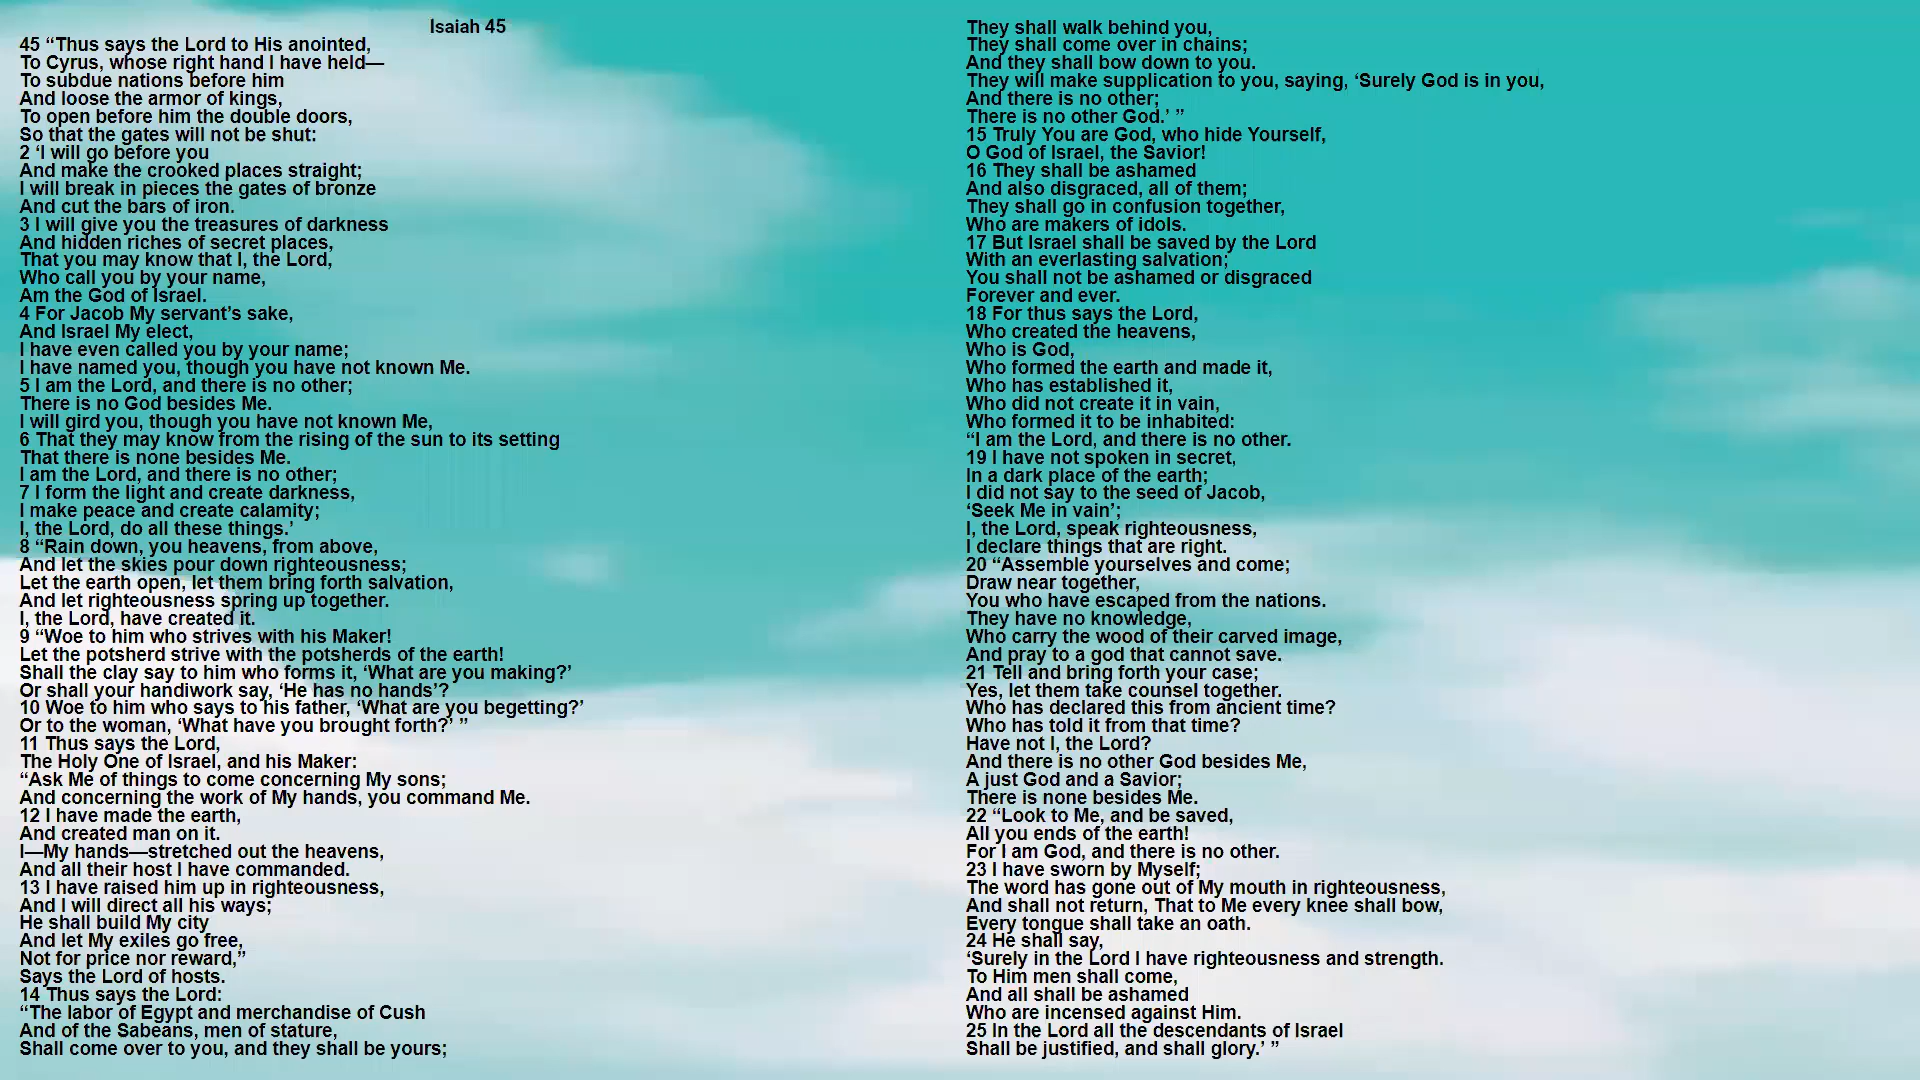 Isaiah 45
45 “Thus says the Lord to His anointed,
To Cyrus, whose right hand I have held—
To subdue nations before him
And loose the armor of kings,
To open before him the double doors,
So that the gates will not be shut:
2 ‘I will go before you
And make the crooked places straight;
I will break in pieces the gates of bronze
And cut the bars of iron.
3 I will give you the treasures of darkness
And hidden riches of secret places,
That you may know that I, the Lord,
Who call you by your name,
Am the God of Israel.
4 For Jacob My servant’s sake,
And Israel My elect,
I have even called you by your name;
I have named you, though you have not known Me.
5 I am the Lord, and there is no other;
There is no God besides Me.
I will gird you, though you have not known Me,
6 That they may know from the rising of the sun to its setting
That there is none besides Me.
I am the Lord, and there is no other;
7 I form the light and create darkness,
I make peace and create calamity;
I, the Lord, do all these things.’
8 “Rain down, you heavens, from above,
And let the skies pour down righteousness;
Let the earth open, let them bring forth salvation,
And let righteousness spring up together.
I, the Lord, have created it.
9 “Woe to him who strives with his Maker!
Let the potsherd strive with the potsherds of the earth!
Shall the clay say to him who forms it, ‘What are you making?’
Or shall your handiwork say, ‘He has no hands’?
10 Woe to him who says to his father, ‘What are you begetting?’
Or to the woman, ‘What have you brought forth?’ ”
11 Thus says the Lord,
The Holy One of Israel, and his Maker:
“Ask Me of things to come concerning My sons;
And concerning the work of My hands, you command Me.
12 I have made the earth,
And created man on it.
I—My hands—stretched out the heavens,
And all their host I have commanded.
13 I have raised him up in righteousness,
And I will direct all his ways;
He shall build My city
And let My exiles go free,
Not for price nor reward,”
Says the Lord of hosts.
14 Thus says the Lord:
“The labor of Egypt and merchandise of Cush
And of the Sabeans, men of stature,
Shall come over to you, and they shall be yours;
They shall walk behind you,
They shall come over in chains;
And they shall bow down to you.
They will make supplication to you, saying, ‘Surely God is in you,
And there is no other;
There is no other God.’ ”
15 Truly You are God, who hide Yourself,
O God of Israel, the Savior!
16 They shall be ashamed
And also disgraced, all of them;
They shall go in confusion together,
Who are makers of idols.
17 But Israel shall be saved by the Lord
With an everlasting salvation;
You shall not be ashamed or disgraced
Forever and ever.
18 For thus says the Lord,
Who created the heavens,
Who is God,
Who formed the earth and made it,
Who has established it,
Who did not create it in vain,
Who formed it to be inhabited:
“I am the Lord, and there is no other.
19 I have not spoken in secret,
In a dark place of the earth;
I did not say to the seed of Jacob,
‘Seek Me in vain’;
I, the Lord, speak righteousness,
I declare things that are right.
20 “Assemble yourselves and come;
Draw near together,
You who have escaped from the nations.
They have no knowledge,
Who carry the wood of their carved image,
And pray to a god that cannot save.
21 Tell and bring forth your case;
Yes, let them take counsel together.
Who has declared this from ancient time?
Who has told it from that time?
Have not I, the Lord?
And there is no other God besides Me,
A just God and a Savior;
There is none besides Me.
22 “Look to Me, and be saved,
All you ends of the earth!
For I am God, and there is no other.
23 I have sworn by Myself;
The word has gone out of My mouth in righteousness,
And shall not return, That to Me every knee shall bow,
Every tongue shall take an oath.
24 He shall say,
‘Surely in the Lord I have righteousness and strength.
To Him men shall come,
And all shall be ashamed
Who are incensed against Him.
25 In the Lord all the descendants of Israel
Shall be justified, and shall glory.’ ”